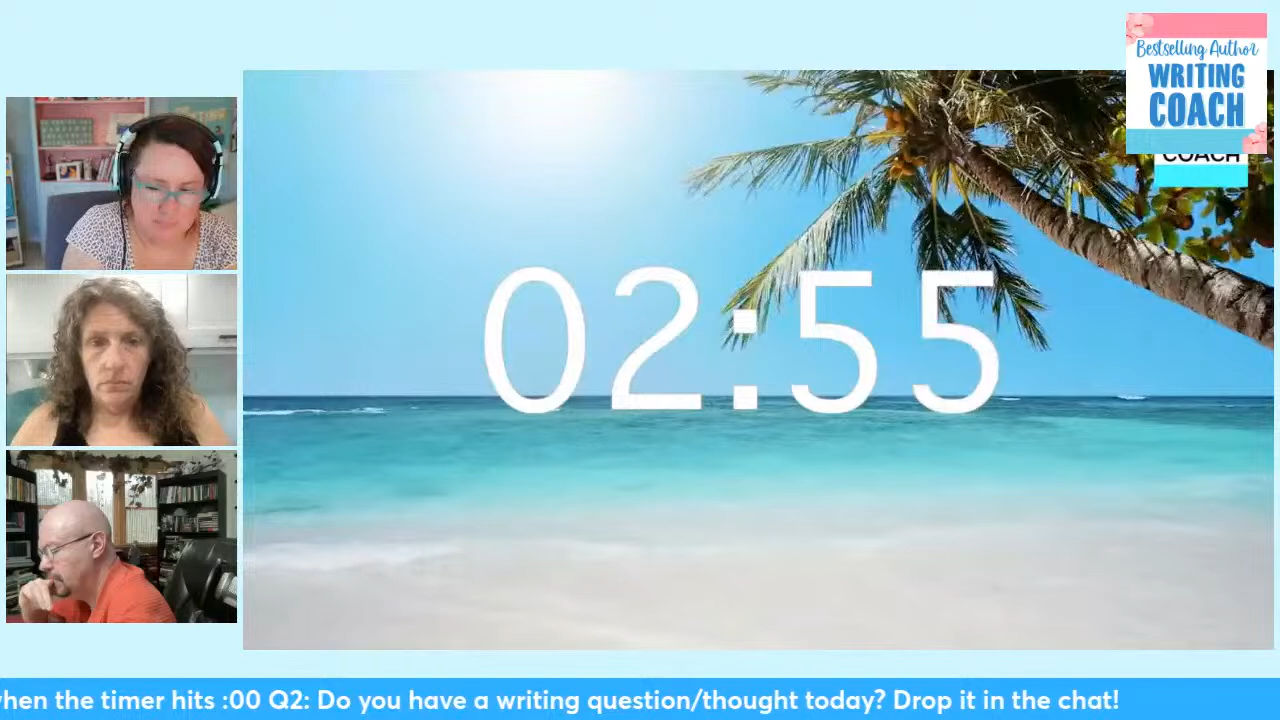 Bestselling Author
WRITING
COACH
COACH
02:55
when the timer hits :00 Q2: Do you have a writing question/thought today? Drop it in the chat!